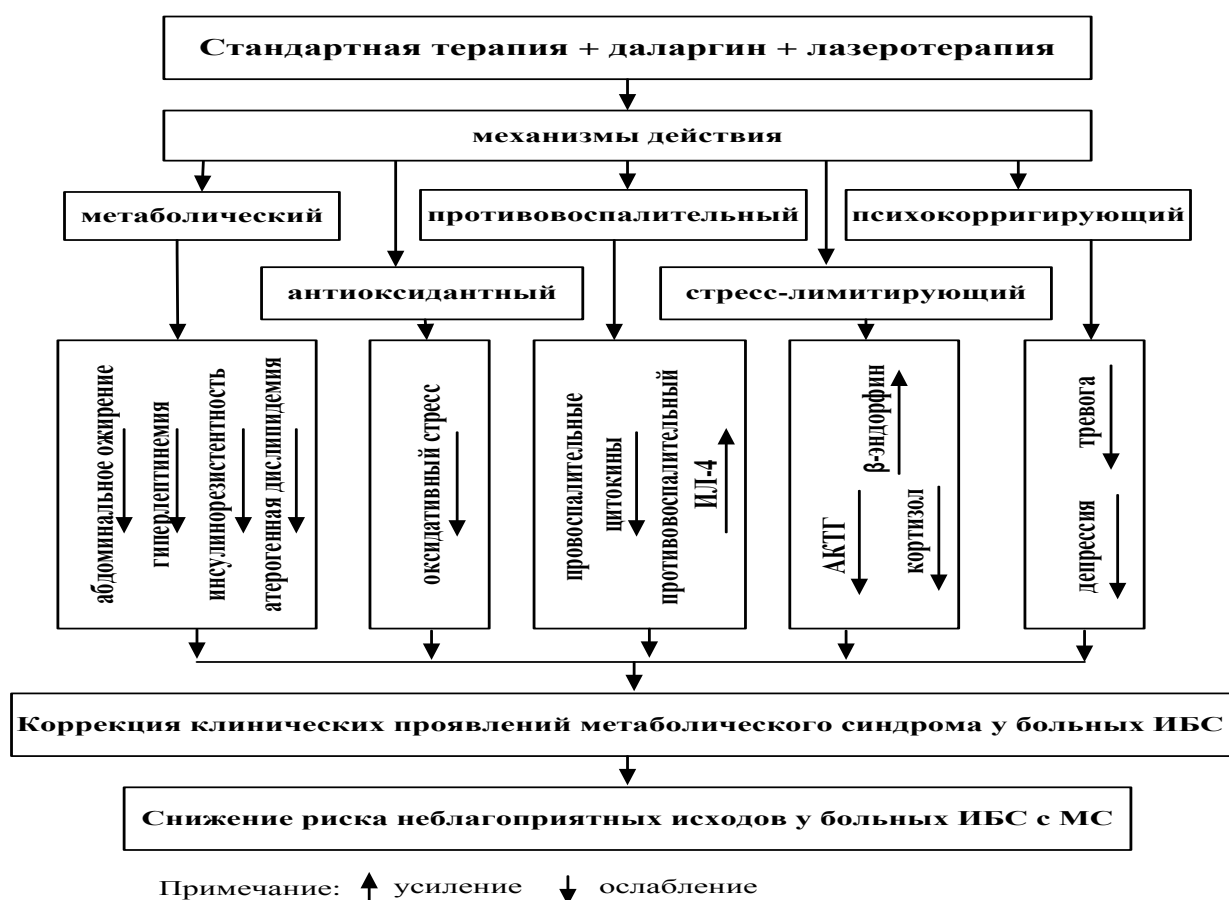 Стандартная терапия + даларгин + лазеротерапия
механизмы действия
метаболический
противовоспалительный
психокорригирующий
антиоксидантный
стресс-лимитирующий
абдоминальное ожирение
гиперлептинемия
инсулинорезистентность
атерогенная дислипидемия
оксидативный стресс
провоспалительные
цитокины
противовоспалительный
ИЛ-4
АКТГ
β-эндорфин
кортизол
тревога
депрессия
Коррекция клинических проявлений метаболического синдрома у больных ИБС
Снижение риска неблагоприятных исходов у больных ИБС с МС
Примечание: ↑ усиление ↓ ослабление